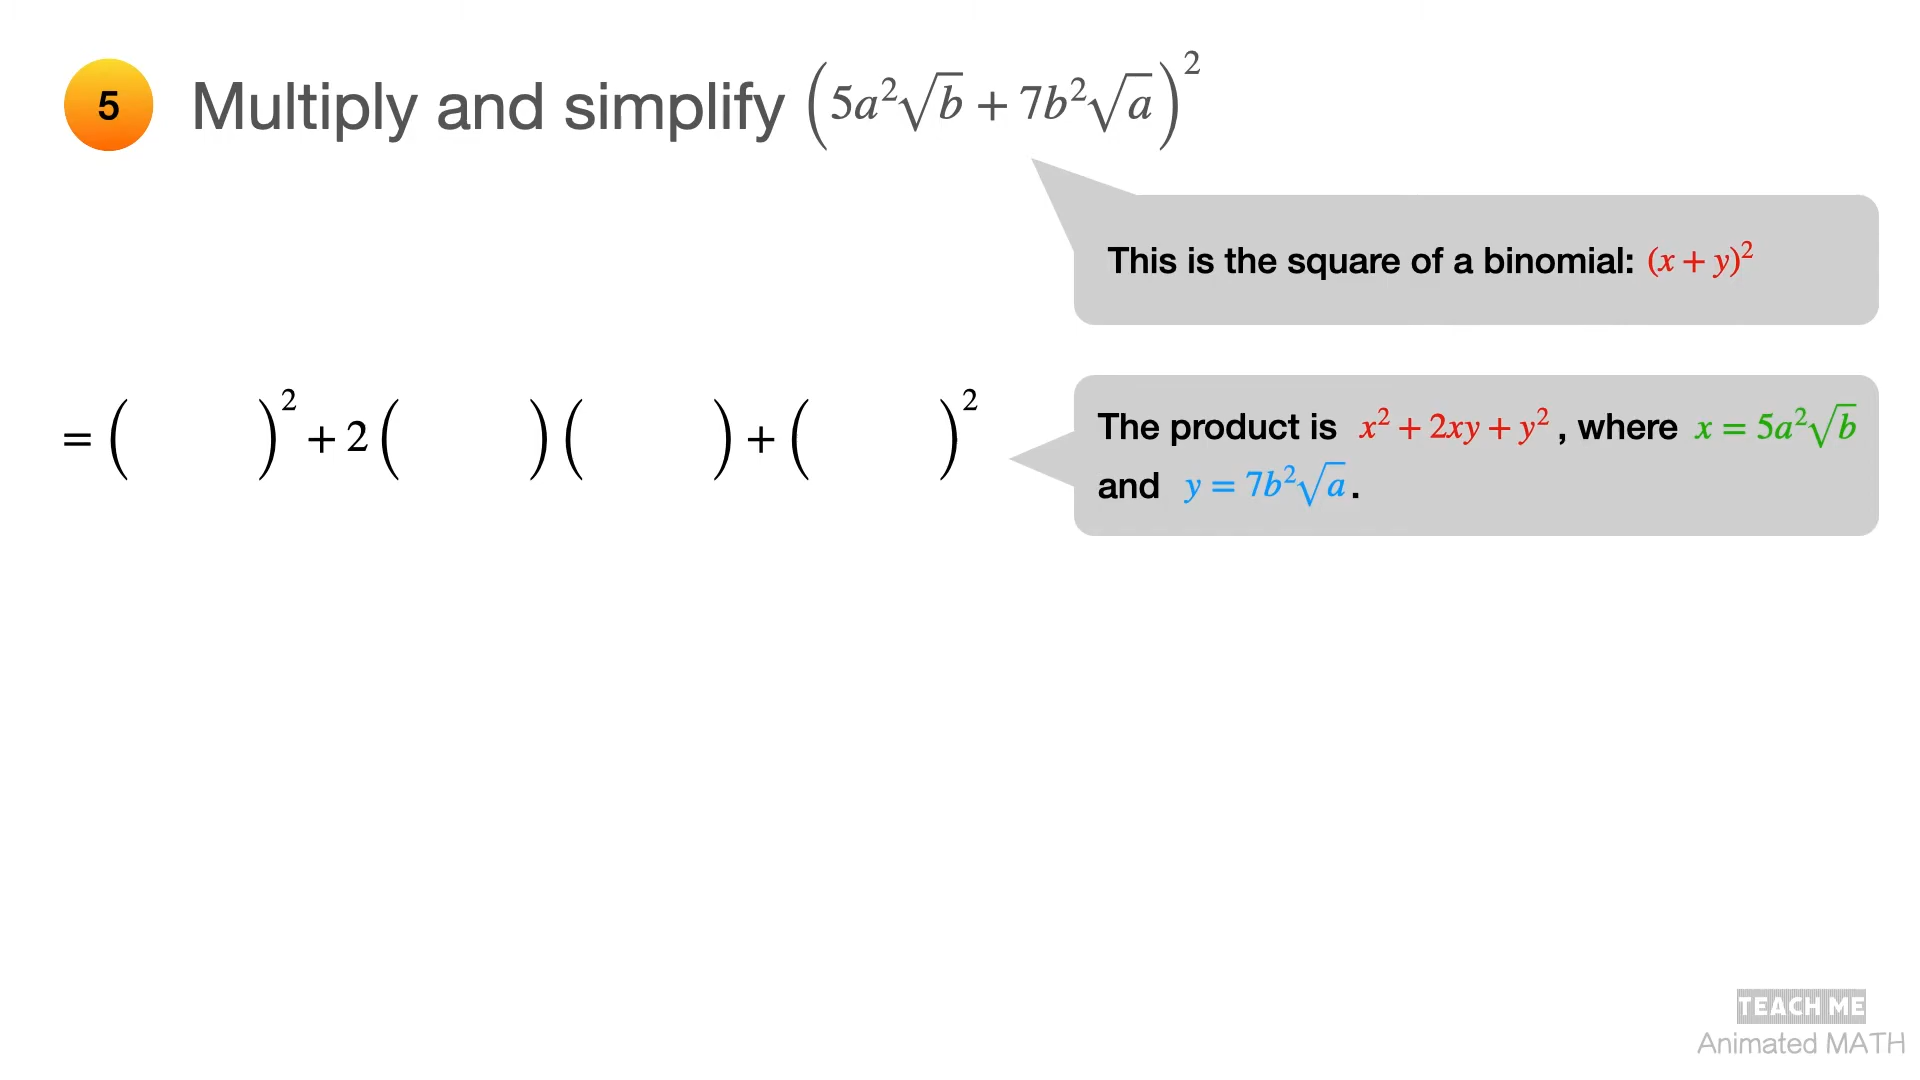 5 Multiply and simplify (5a²√b + 7b²√a)²
This is the square of a binomial: (x + y)²
= ( )² + 2 ( ) ( ) + ( )²
The product is x² + 2xy + y² , where x = 5a²√b
and y = 7b²√a .
TEACH ME
Animated MATH